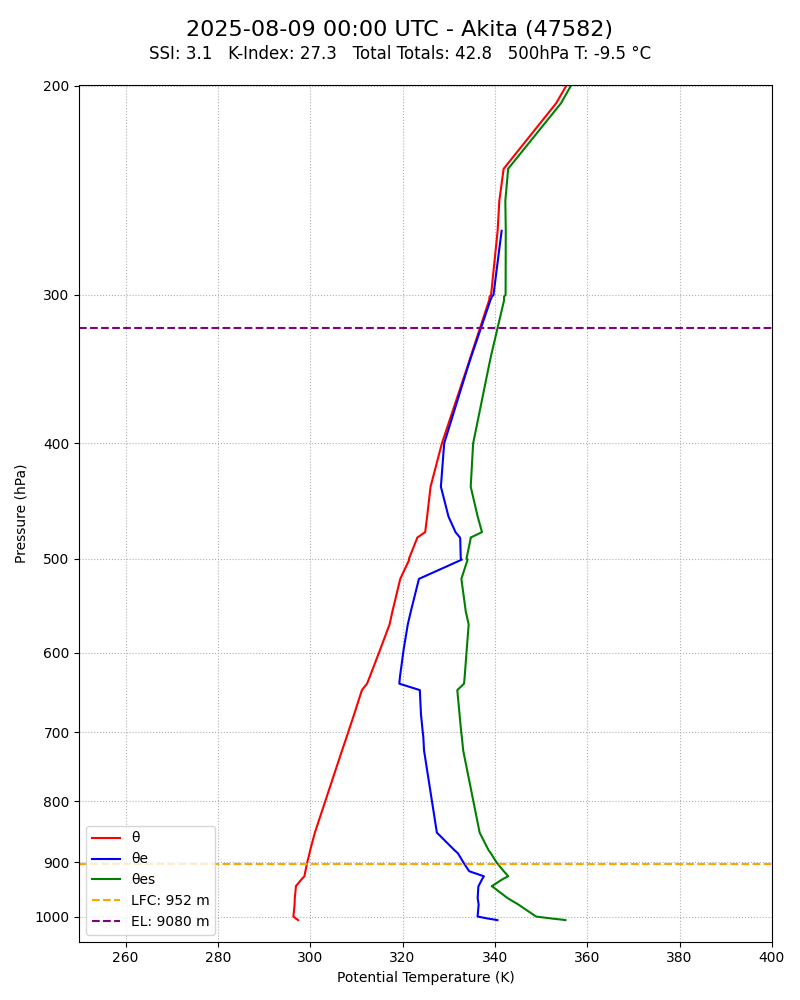 2025-08-09 00:00 UTC - Akita (47582)
SSI: 3.1   K-Index: 27.3   Total Totals: 42.8   500hPa T: -9.5 °C
200
300
400
500
600
700
800
900
1000
Pressure (hPa)
θ
θe
θes
LFC: 952 m
EL: 9080 m
260 280 300 320 340 360 380 400
Potential Temperature (K)